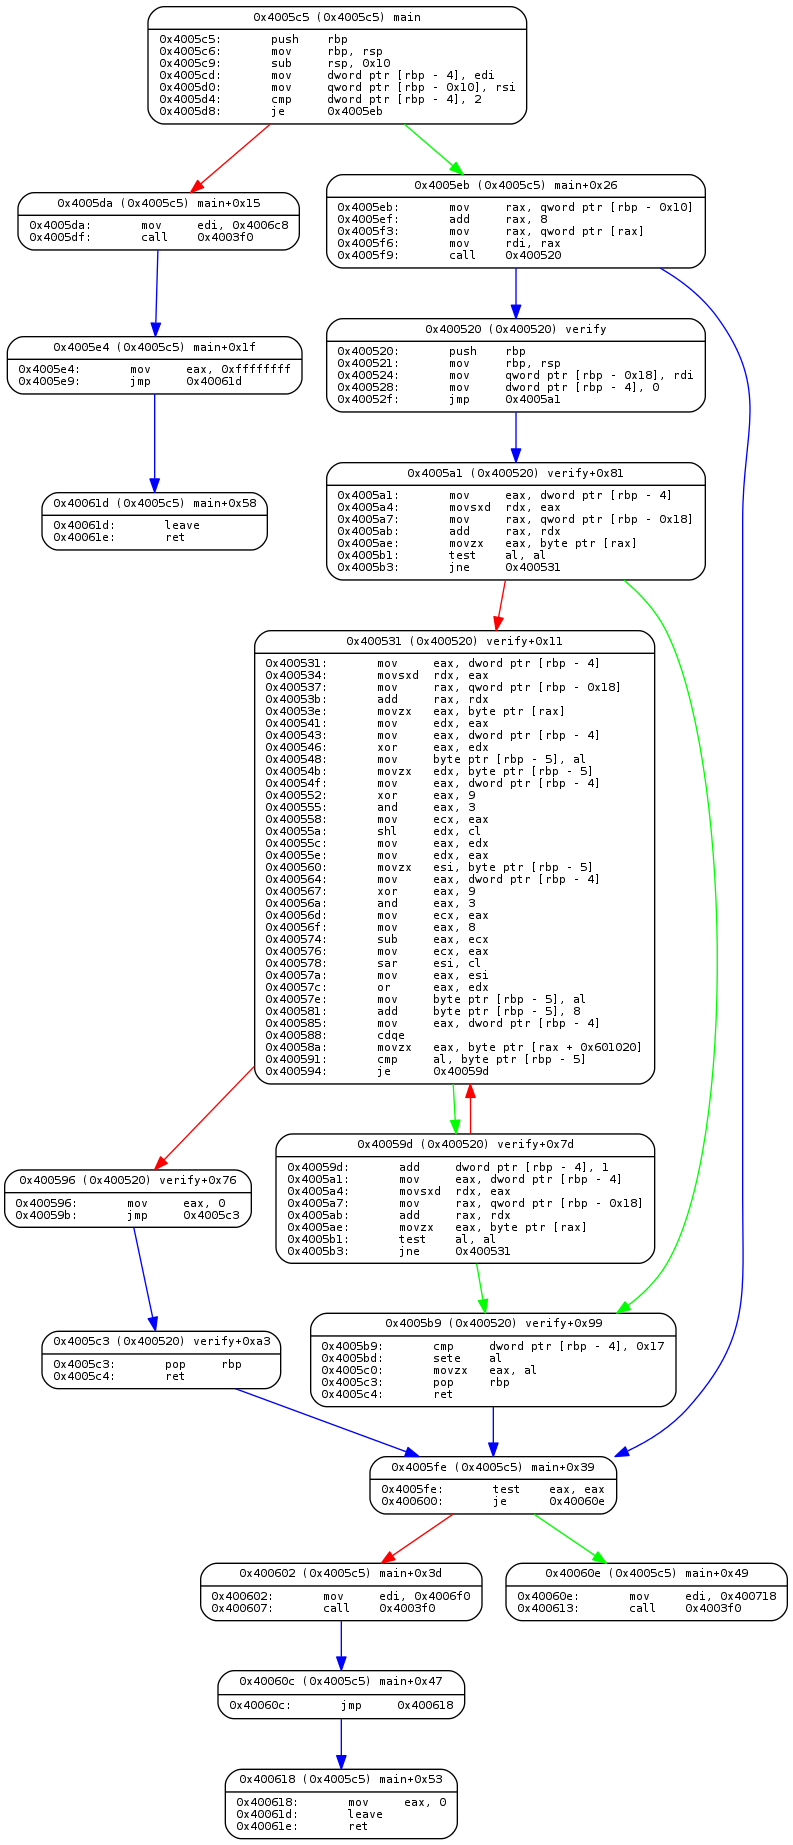 0x4005c5 (0x4005c5) main
0x4005c5: push rbp
0x4005c6: mov rbp, rsp
0x4005c9: sub rsp, 0x10
0x4005cd: mov dword ptr [rbp - 4], edi
0x4005d0: mov qword ptr [rbp - 0x10], rsi
0x4005d4: cmp dword ptr [rbp - 4], 2
0x4005d8: je 0x4005eb
0x4005da (0x4005c5) main+0x15
0x4005da: mov edi, 0x4006c8
0x4005df: call 0x4003f0
0x4005eb (0x4005c5) main+0x26
0x4005eb: mov rax, qword ptr [rbp - 0x10]
0x4005ef: add rax, 8
0x4005f3: mov rax, qword ptr [rax]
0x4005f6: mov rdi, rax
0x4005f9: call 0x400520
0x4005e4 (0x4005c5) main+0x1f
0x4005e4: mov eax, 0xffffffff
0x4005e9: jmp 0x40061d
0x400520 (0x400520) verify
0x400520: push rbp
0x400521: mov rbp, rsp
0x400524: mov qword ptr [rbp - 0x18], rdi
0x400528: mov dword ptr [rbp - 4], 0
0x40052f: jmp 0x4005a1
0x40061d (0x4005c5) main+0x58
0x40061d: leave
0x40061e: ret
0x4005a1 (0x400520) verify+0x81
0x4005a1: mov eax, dword ptr [rbp - 4]
0x4005a4: movsxd rdx, eax
0x4005a7: mov rax, qword ptr [rbp - 0x18]
0x4005ab: add rax, rdx
0x4005ae: movzx eax, byte ptr [rax]
0x4005b1: test al, al
0x4005b3: jne 0x400531
0x400531 (0x400520) verify+0x11
0x400531: mov eax, dword ptr [rbp - 4]
0x400534: movsxd rdx, eax
0x400537: mov rax, qword ptr [rbp - 0x18]
0x40053b: add rax, rdx
0x40053e: movzx eax, byte ptr [rax]
0x400541: mov edx, eax
0x400543: mov eax, dword ptr [rbp - 4]
0x400546: xor eax, edx
0x400548: mov byte ptr [rbp - 5], al
0x40054b: movzx edx, byte ptr [rbp - 5]
0x40054f: mov eax, dword ptr [rbp - 4]
0x400552: xor eax, 9
0x400555: and eax, 3
0x400558: mov ecx, eax
0x40055a: shl edx, cl
0x40055c: mov eax, edx
0x40055e: mov edx, eax
0x400560: movzx esi, byte ptr [rbp - 5]
0x400564: mov eax, dword ptr [rbp - 4]
0x400567: xor eax, 9
0x40056a: and eax, 3
0x40056d: mov ecx, eax
0x40056f: mov eax, 8
0x400574: sub eax, ecx
0x400576: mov ecx, eax
0x400578: sar esi, cl
0x40057a: mov eax, esi
0x40057c: or eax, edx
0x40057e: mov byte ptr [rbp - 5], al
0x400581: add byte ptr [rbp - 5], 8
0x400585: mov eax, dword ptr [rbp - 4]
0x400588: cdqe
0x40058a: movzx eax, byte ptr [rax + 0x601020]
0x400591: cmp al, byte ptr [rbp - 5]
0x400594: je 0x40059d
0x40059d (0x400520) verify+0x7d
0x40059d: add dword ptr [rbp - 4], 1
0x4005a1: mov eax, dword ptr [rbp - 4]
0x4005a4: movsxd rdx, eax
0x4005a7: mov rax, qword ptr [rbp - 0x18]
0x4005ab: add rax, rdx
0x4005ae: movzx eax, byte ptr [rax]
0x4005b1: test al, al
0x4005b3: jne 0x400531
0x400596 (0x400520) verify+0x76
0x400596: mov eax, 0
0x40059b: jmp 0x4005c3
0x4005b9 (0x400520) verify+0x99
0x4005b9: cmp dword ptr [rbp - 4], 0x17
0x4005bd: sete al
0x4005c0: movzx eax, al
0x4005c3: pop rbp
0x4005c4: ret
0x4005c3 (0x400520) verify+0xa3
0x4005c3: pop rbp
0x4005c4: ret
0x4005fe (0x4005c5) main+0x39
0x4005fe: test eax, eax
0x400600: je 0x40060e
0x400602 (0x4005c5) main+0x3d
0x400602: mov edi, 0x4006f0
0x400607: call 0x4003f0
0x40060e (0x4005c5) main+0x49
0x40060e: mov edi, 0x400718
0x400613: call 0x4003f0
0x40060c (0x4005c5) main+0x47
0x40060c: jmp 0x400618
0x400618 (0x4005c5) main+0x53
0x400618: mov eax, 0
0x40061d: leave
0x40061e: ret